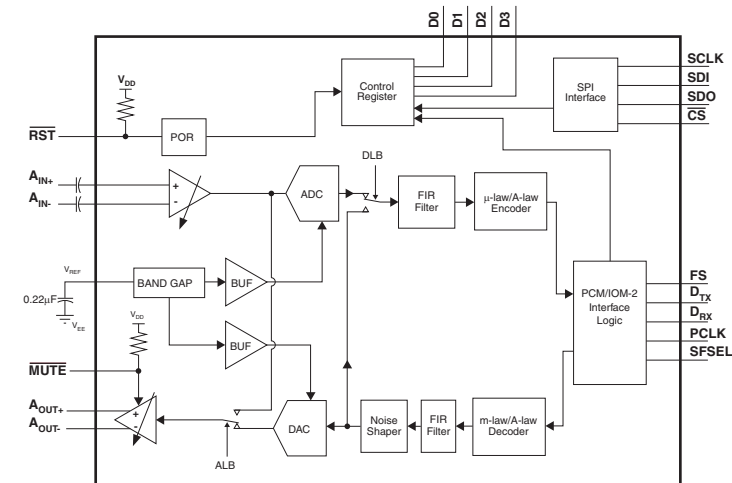 D0
D1
D2
D3
SCLK
SDI
SDO
CS
Control
Register
SPI
Interface
VDD
RST
POR
AIN+
AIN-
+
-
ADC
DLB
FIR
Filter
μ-law/A-law
Encoder
VREF
BAND GAP
BUF
0.22μF
VEE
VDD
BUF
PCM/IOM-2
Interface
Logic
FS
DTX
DRX
PCLK
SFSEL
MUTE
AOUT+
AOUT-
+
-
ALB
DAC
Noise
Shaper
FIR
Filter
m-law/A-law
Decoder